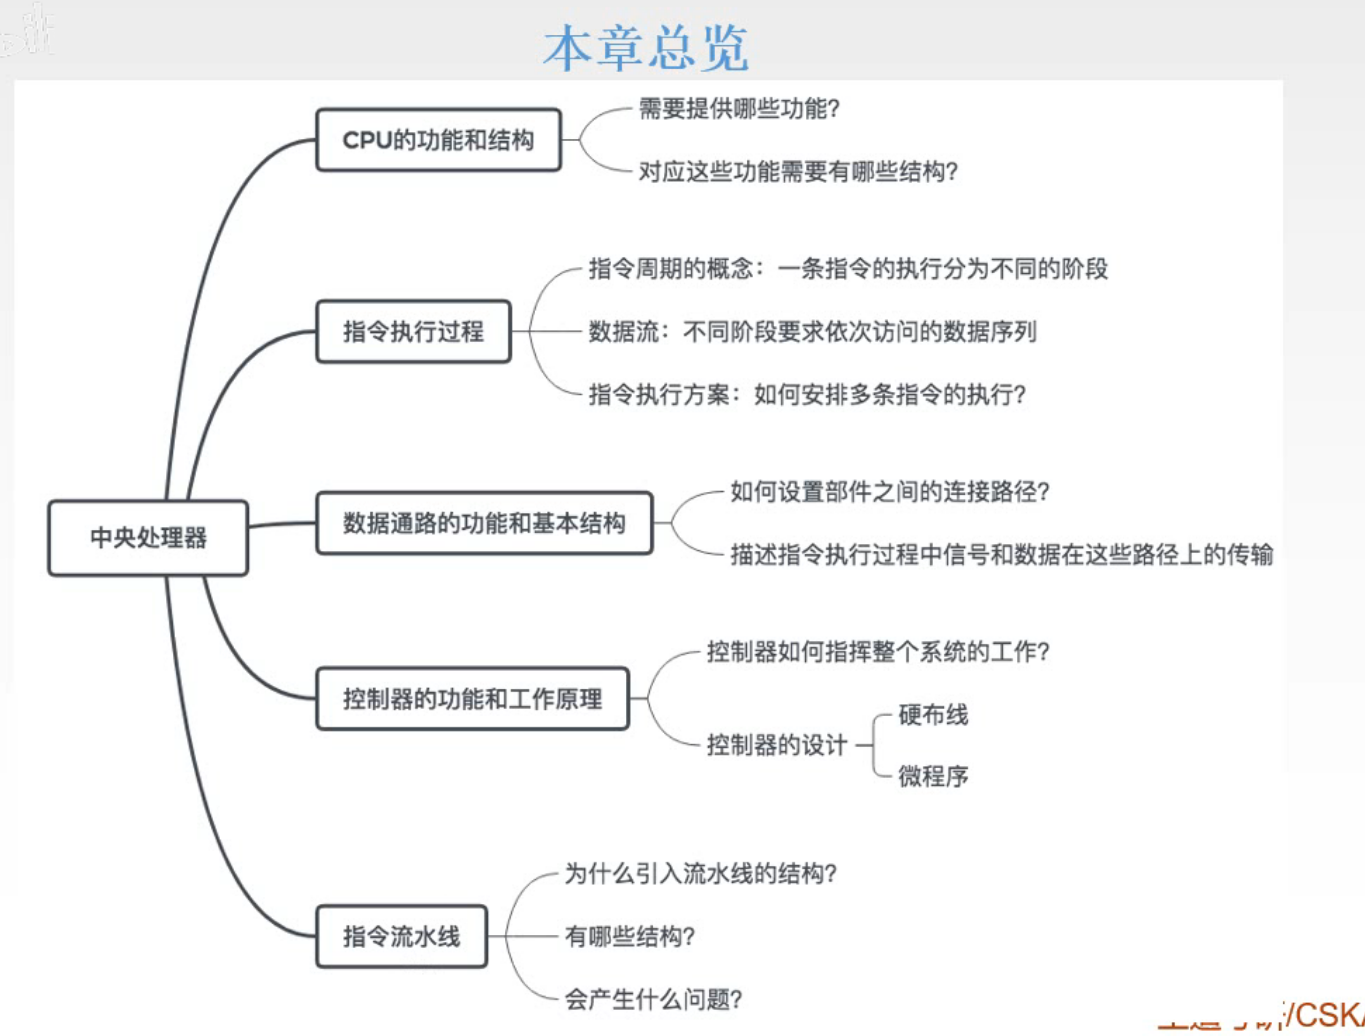 本章总览
CPU的功能和结构
需要提供哪些功能?
对应这些功能需要有哪些结构?
指令执行过程
指令周期的概念：一条指令的执行分为不同的阶段
数据流：不同阶段要求依次访问的数据序列
指令执行方案：如何安排多条指令的执行?
中央处理器
数据通路的功能和基本结构
如何设置部件之间的连接路径?
描述指令执行过程中信号和数据在这些路径上的传输
控制器的功能和工作原理
控制器如何指挥整个系统的工作?
控制器的设计
硬布线
微程序
指令流水线
为什么引入流水线的结构?
有哪些结构?
会产生什么问题?
/CSK